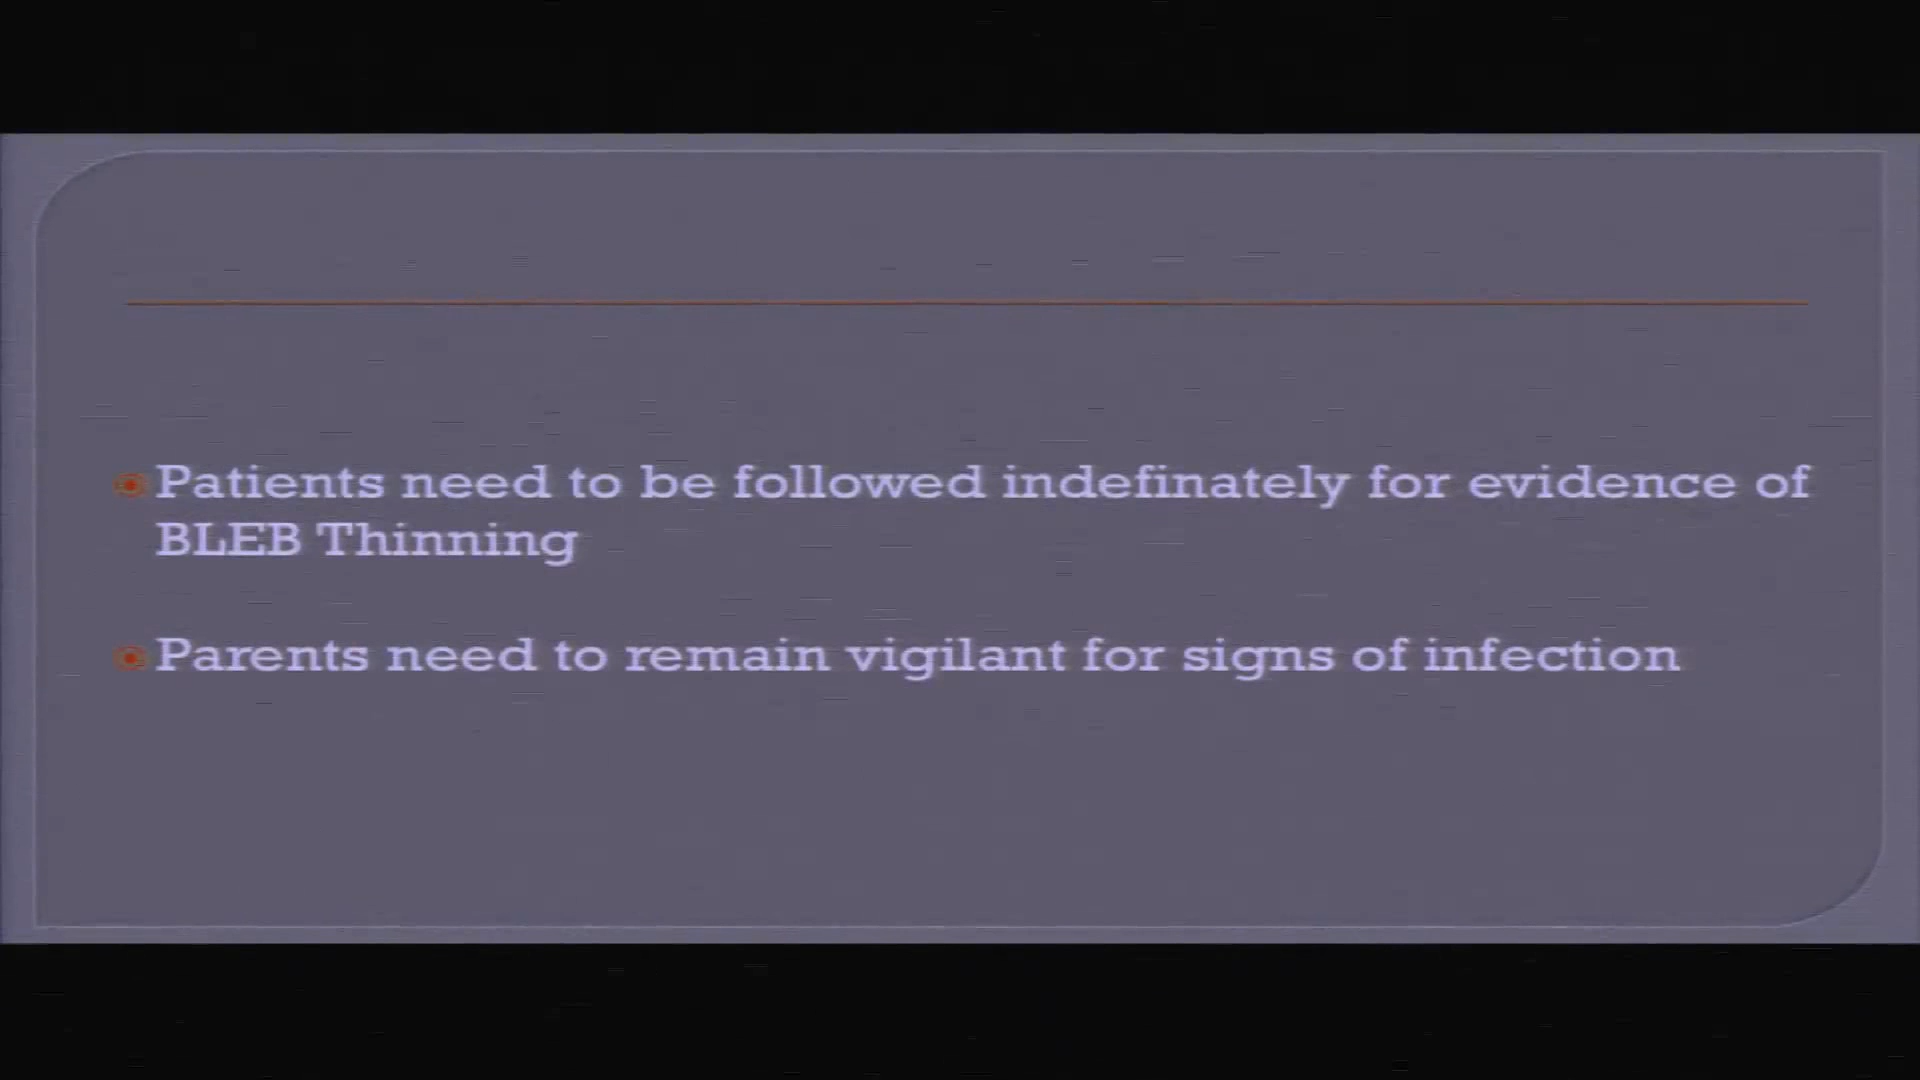 Patients need to be followed indefinately for evidence of
BLEB Thinning
Parents need to remain vigilant for signs of infection